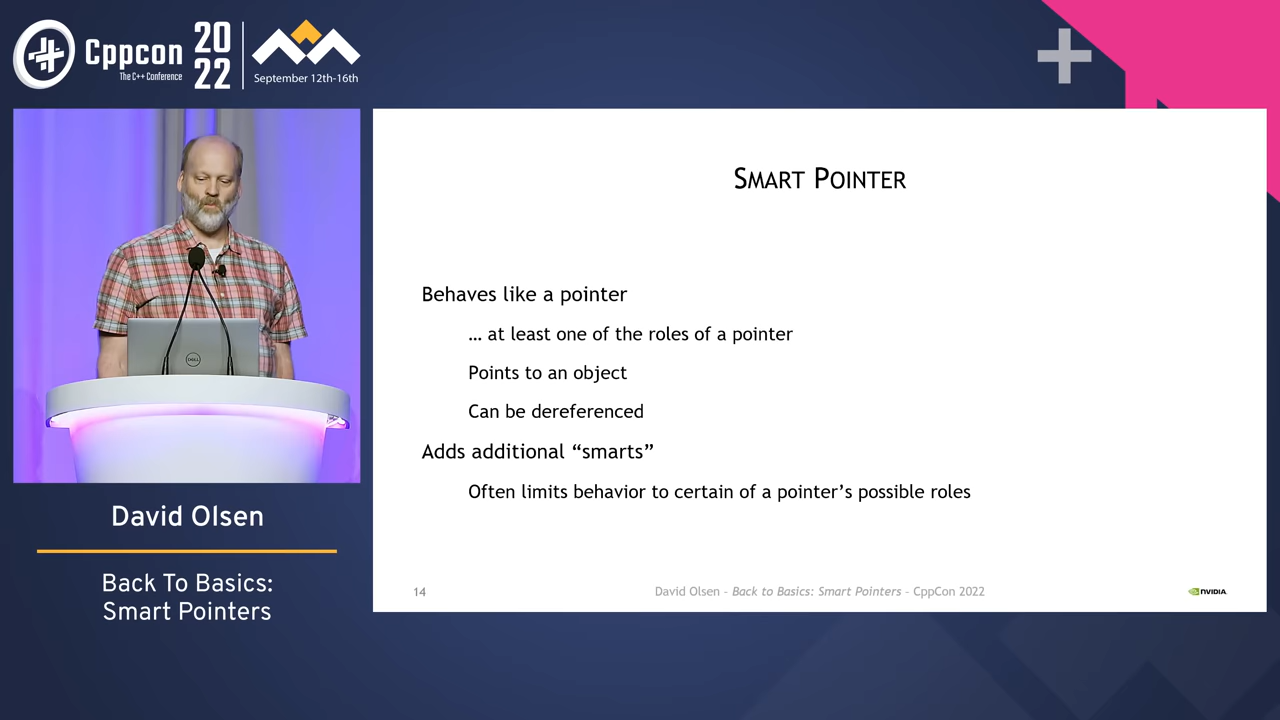 Cppcon
The C++ Conference
20
22
September 12th-16th
DELL
David Olsen
Back To Basics:
Smart Pointers
SMART POINTER
Behaves like a pointer
… at least one of the roles of a pointer
Points to an object
Can be dereferenced
Adds additional “smarts”
Often limits behavior to certain of a pointer’s possible roles
14
David Olsen – Back to Basics: Smart Pointers – CppCon 2022
NVIDIA.